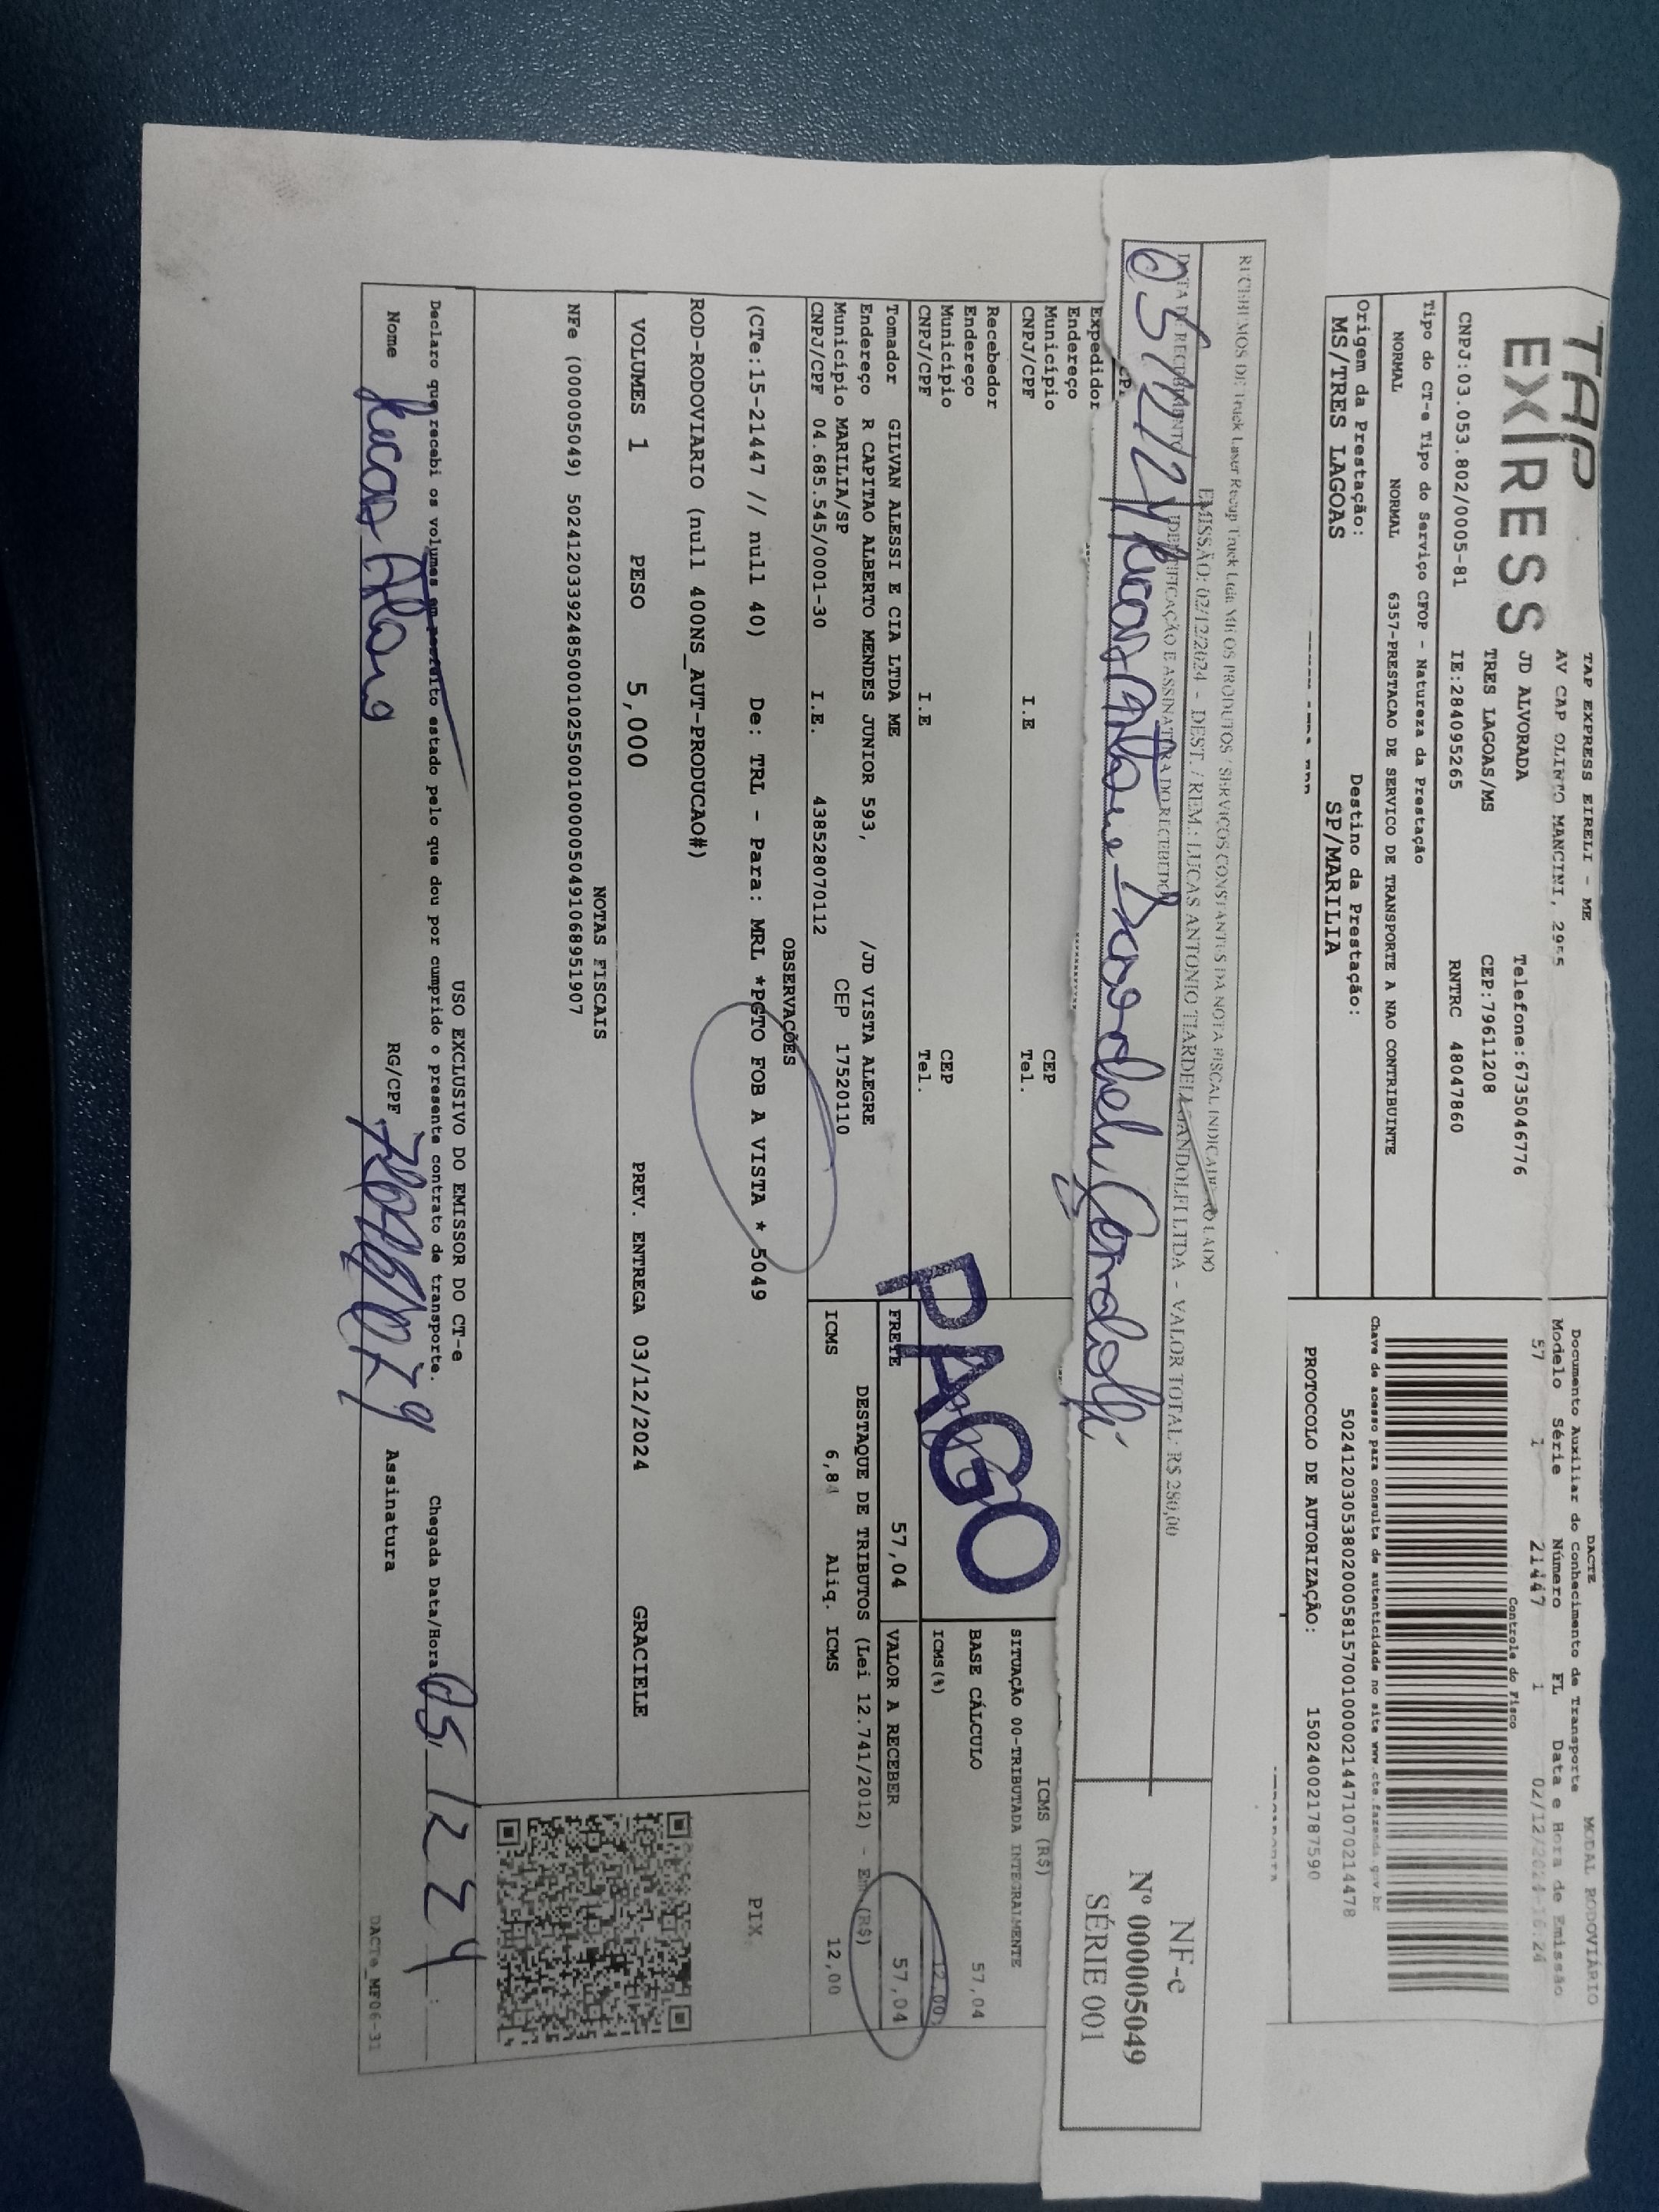 TAP
EXPRESS
TAP EXPRESS EIRELI - ME
AV CAP OLINTO MANCINI, 2955
JD ALVORADA Telefone:6735046776
TRES LAGOAS/MS CEP:79611208
CNPJ:03.053.802/0005-81 IE:284095265 RNTRC 48047860
Tipo do CT-e Tipo do Serviço CFOP - Natureza da Prestação
NORMAL NORMAL 6357-PRESTACAO DE SERVICO DE TRANSPORTE A NAO CONTRIBUINTE
Origem da Prestação: Destino da Prestação:
MS/TRES LAGOAS SP/MARILIA
DACTE MODAL RODOVIÁRIO
Documento Auxiliar do Conhecimento de Transporte
Modelo Série Número FL Data e Hora de Emissão
57 1 21447 1 02/12/2024-16:24
Controle do Fisco
Chave de acesso para consulta de autenticidade no site www.cte.fazenda.gov.br
50241203053802000581570010000214471070214478
PROTOCOLO DE AUTORIZAÇÃO: 150240021787590
RECEBEMOS DE Truck Laser Recup Truck Ltda ME OS PRODUTOS / SERVIÇOS CONSTANTES DA NOTA FISCAL INDICADA AO LADO
EMISSÃO: 02/12/2024 - DEST. / REM.: LUCAS ANTONIO TIARDELI GANDOLFI LTDA - VALOR TOTAL: R$ 280,00
DATA DE RECEBIMENTO IDENTIFICAÇÃO E ASSINATURA DO RECEBEDOR
NF-e
Nº 000005049
SÉRIE 001
Expedidor
Endereço
Município CEP
CNPJ/CPF I.E Tel.
Recebedor
Endereço
Município CEP
CNPJ/CPF I.E Tel.
Tomador GILVAN ALESSI E CIA LTDA ME
Endereço R CAPITAO ALBERTO MENDES JUNIOR 593, /JD VISTA ALEGRE
Município MARILIA/SP CEP 17520110
CNPJ/CPF 04.685.545/0001-30 I.E. 438528070112
PAGO
ICMS (R$)
SITUAÇÃO 00-TRIBUTADA INTEGRALMENTE
BASE CÁLCULO 57,04
ICMS(%) 12,00
FRETE 57,04 VALOR A RECEBER 57,04
DESTAQUE DE TRIBUTOS (Lei 12.741/2012) - Em (R$)
ICMS 6,84 Aliq. ICMS 12,00
OBSERVAÇÕES
(CTe:15-21447 // null 40) De: TRL - Para: MRL *PGTO FOB A VISTA * 5049
PIX
ROD-RODOVIARIO (null 400NS_AUT-PRODUCAO#)
VOLUMES 1 PESO 5,000 PREV. ENTREGA 03/12/2024 GRACIELE
NOTAS FISCAIS
NFe (000005049) 50241203392485000102550010000050491068951907
USO EXCLUSIVO DO EMISSOR DO CT-e
Declaro que recebi os volumes em perfeito estado pelo que dou por cumprido o presente contrato de transporte. Chegada Data/Hora: 05 12 24
Nome RG/CPF Assinatura
DACTe_MF06-31